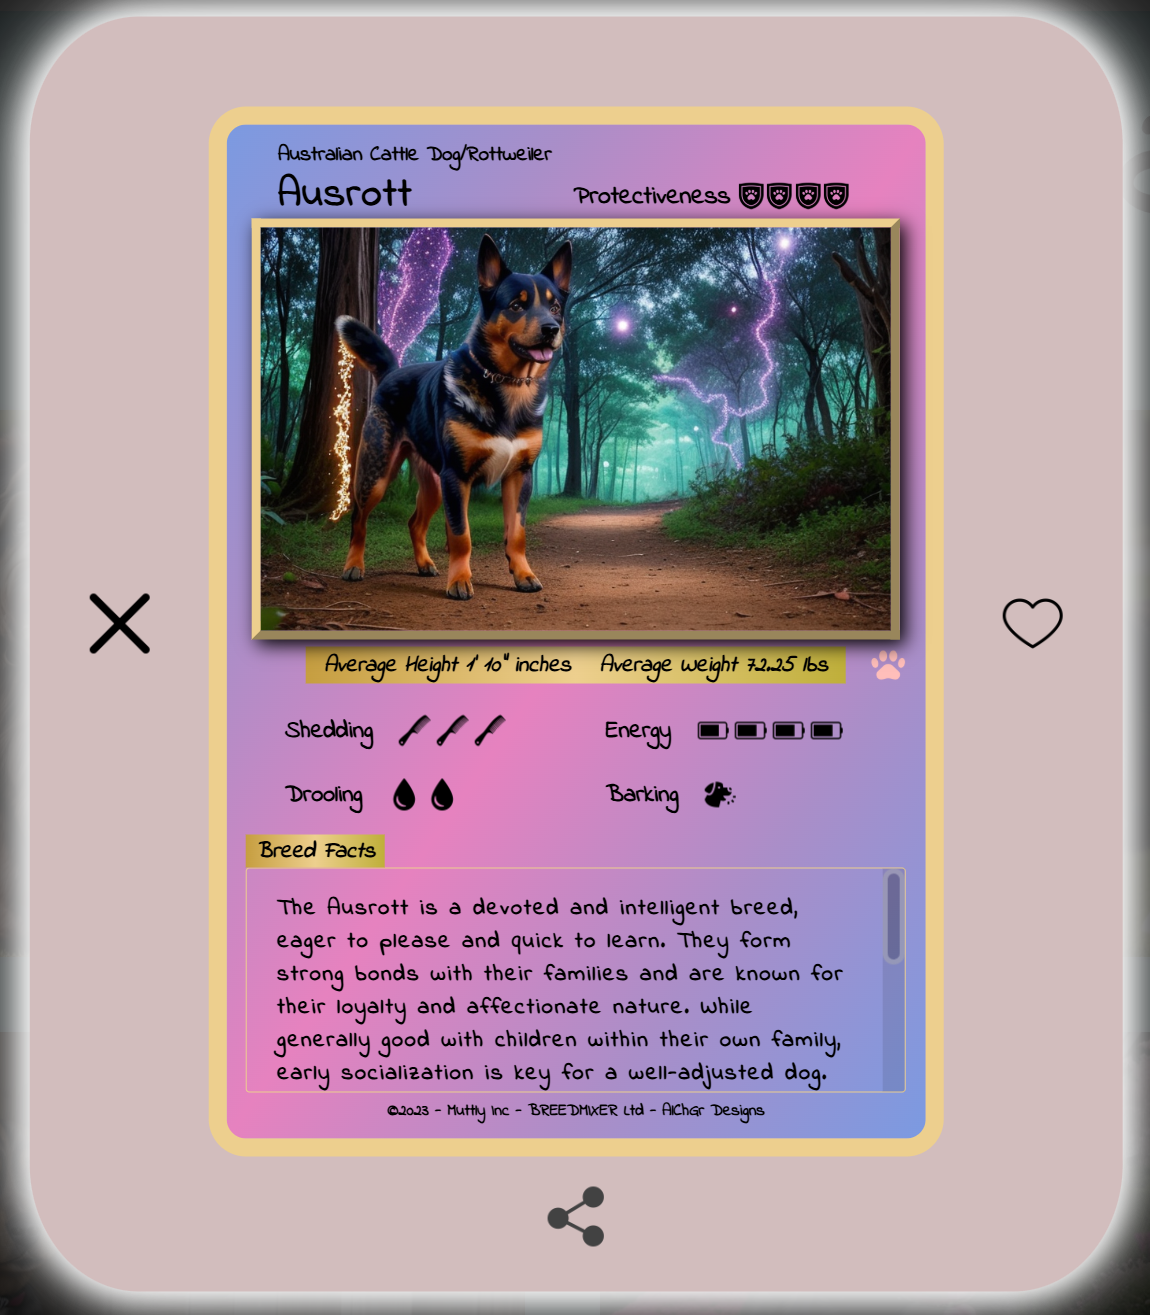 Australian Cattle Dog/Rottweiler
Ausrott
Protectiveness
Average Height 1' 10" inches Average Weight 72.25 lbs
Shedding
Energy
Drooling
Barking
Breed Facts
The Ausrott is a devoted and intelligent breed,
eager to please and quick to learn. They form
strong bonds with their families and are known for
their loyalty and affectionate nature. While
generally good with children within their own family,
early socialization is key for a well-adjusted dog.
©2023 - Muttly Inc - BREEDMIXER Ltd - AlChGr Designs